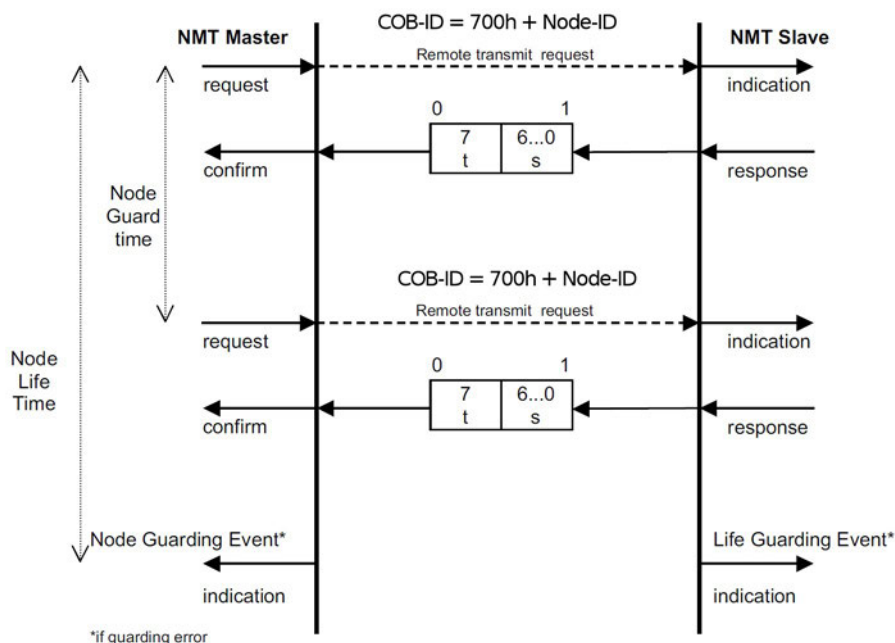 COB-ID = 700h + Node-ID
NMT Master
NMT Slave
Remote transmit request
request
indication
0 1
7 6...0
t s
confirm
response
Node
Guard
time
COB-ID = 700h + Node-ID
Remote transmit request
request
indication
Node
Life
Time
0 1
7 6...0
t s
confirm
response
Node Guarding Event*
Life Guarding Event*
indication
indication
*if guarding error